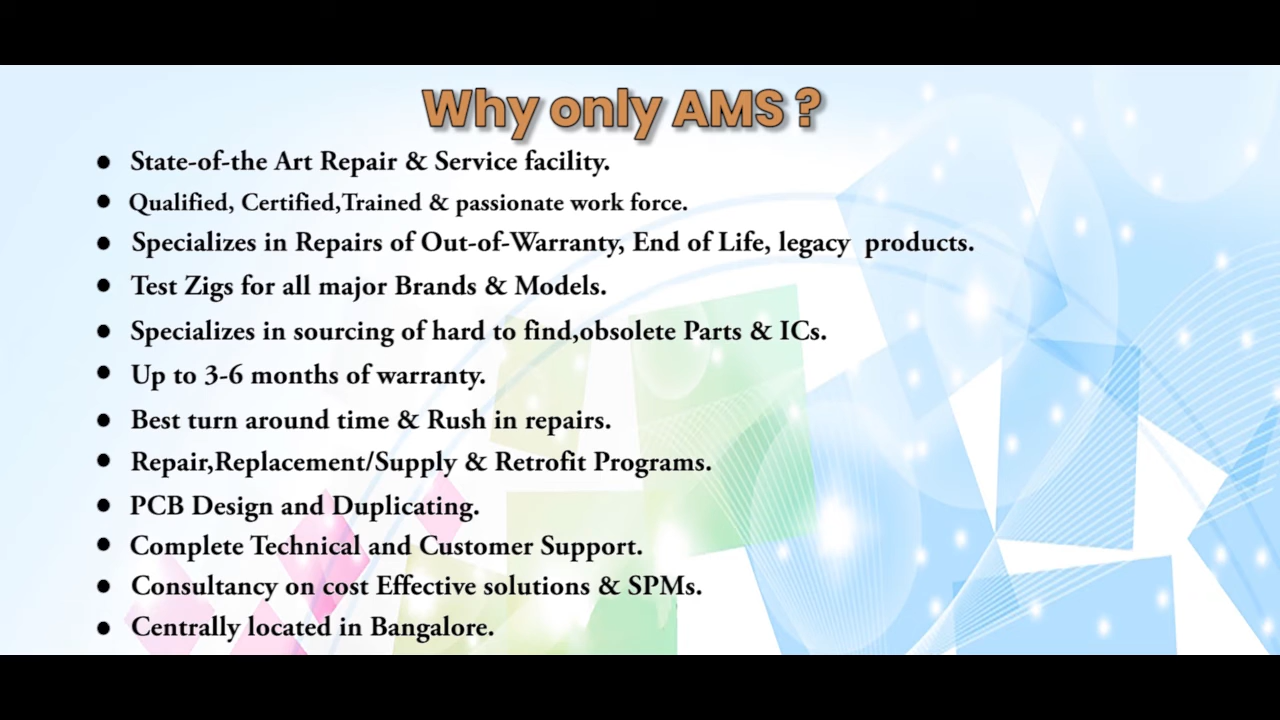 Why only AMS ?
● State-of-the Art Repair & Service facility.
● Qualified, Certified,Trained & passionate work force.
● Specializes in Repairs of Out-of-Warranty, End of Life, legacy products.
● Test Zigs for all major Brands & Models.
● Specializes in sourcing of hard to find,obsolete Parts & ICs.
● Up to 3-6 months of warranty.
● Best turn around time & Rush in repairs.
● Repair,Replacement/Supply & Retrofit Programs.
● PCB Design and Duplicating.
● Complete Technical and Customer Support.
● Consultancy on cost Effective solutions & SPMs.
● Centrally located in Bangalore.